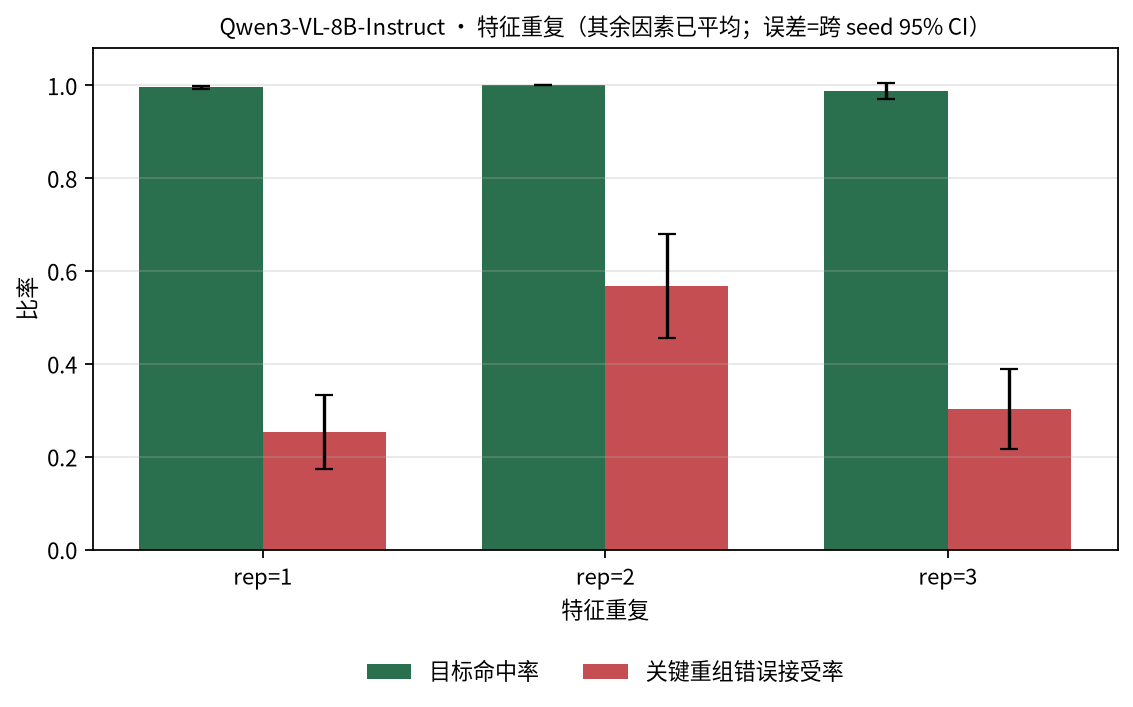 Qwen3-VL-8B-Instruct · 特征重复（其余因素已平均；误差=跨 seed 95% CI）
比率
1.0
0.8
0.6
0.4
0.2
0.0
rep=1 rep=2 rep=3
特征重复
目标命中率 关键重组错误接受率